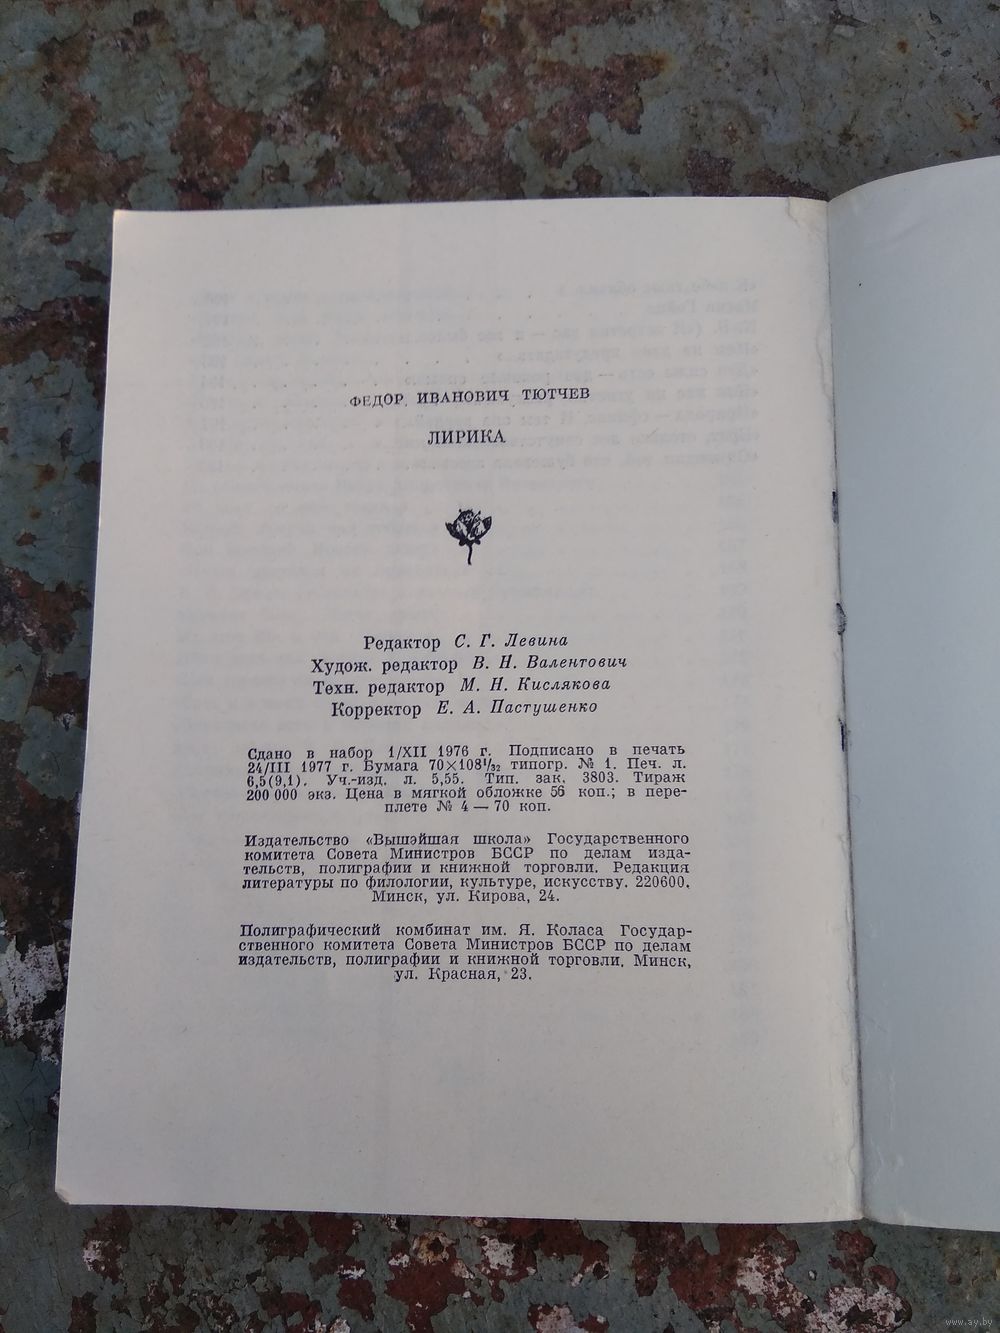 ФЕДОР ИВАНОВИЧ ТЮТЧЕВ
ЛИРИКА
Редактор С. Г. Левина
Худож. редактор В. Н. Валентович
Техн. редактор М. Н. Кислякова
Корректор Е. А. Пастушенко
Сдано в набор 1/XII 1976 г. Подписано в печать
24/III 1977 г. Бумага 70×108¹/₃₂ типогр. № 1. Печ. л.
6,5(9,1). Уч.-изд. л. 5,55. Тип. зак. 3803. Тираж
200 000 экз. Цена в мягкой обложке 56 коп.; в пере-
плете № 4 — 70 коп.
Издательство «Вышэйшая школа» Государственного
комитета Совета Министров БССР по делам изда-
тельств, полиграфии и книжной торговли. Редакция
литературы по филологии, культуре, искусству. 220600.
Минск, ул. Кирова, 24.
Полиграфический комбинат им. Я. Коласа Государ-
ственного комитета Совета Министров БССР по делам
издательств, полиграфии и книжной торговли. Минск,
ул. Красная, 23.
www.ay.by